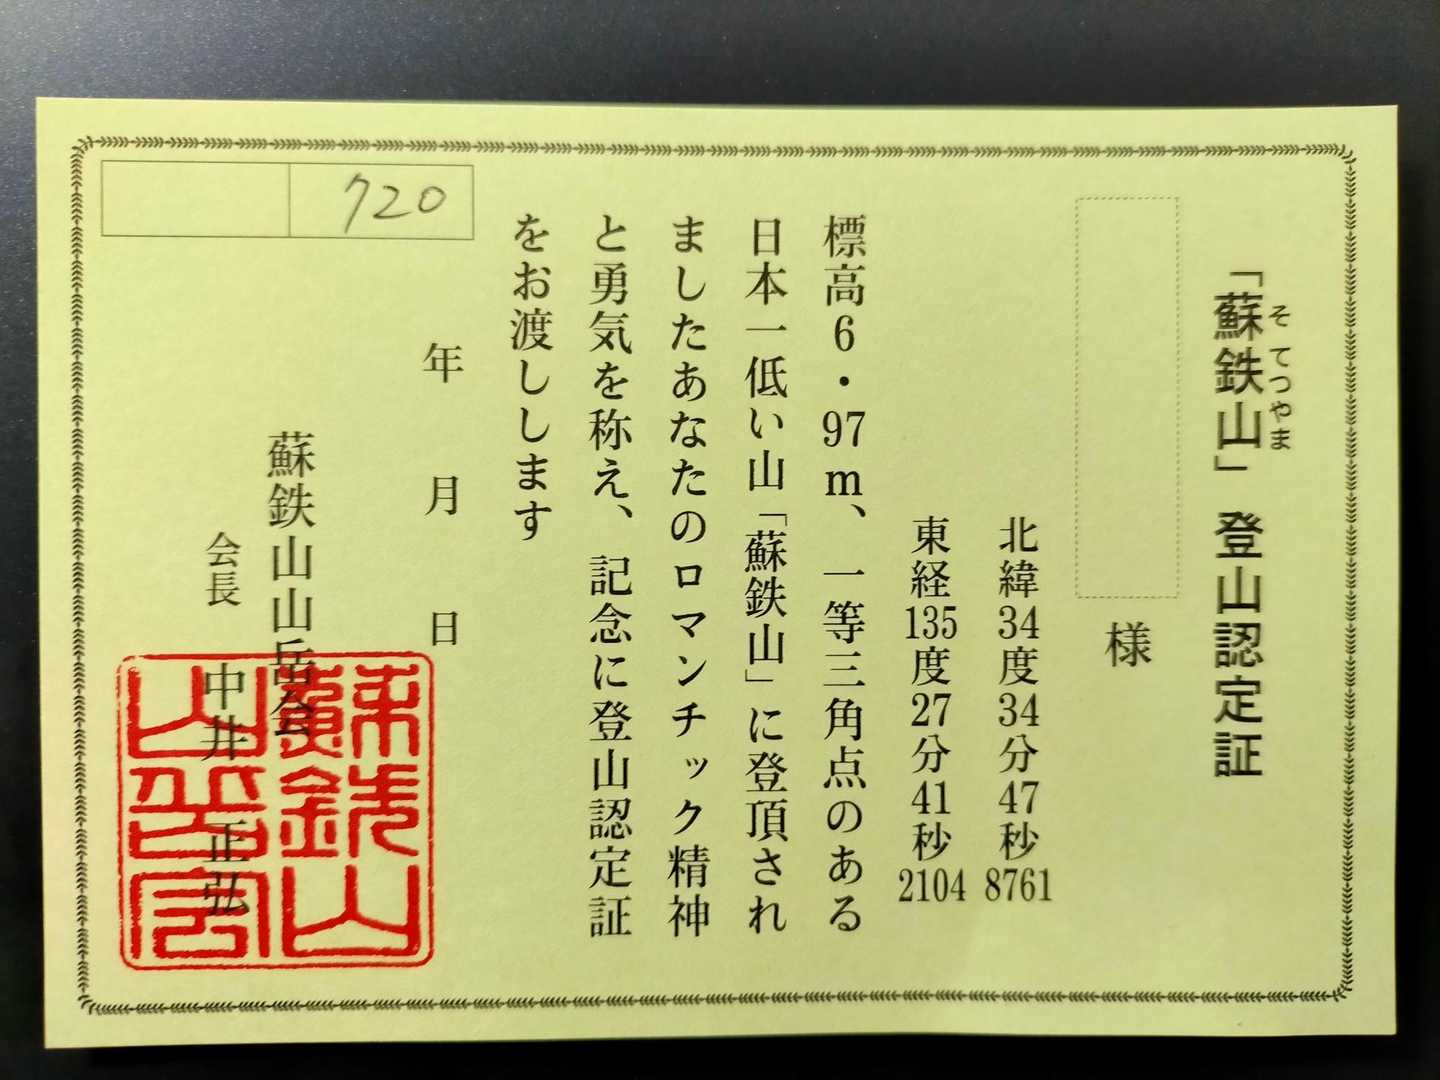 「蘇鉄山」登山認定証
そてつやま
様
北緯34度34分47秒8761
東経135度27分41秒2104
標高6・97m、一等三角点のある
日本一低い山「蘇鉄山」に登頂され
ましたあなたのロマンチック精神
と勇気を称え、記念に登山認定証
をお渡しします
年 月 日
蘇鉄山山岳会
会長 中井 正弘
720
蘇鉄山
山岳会